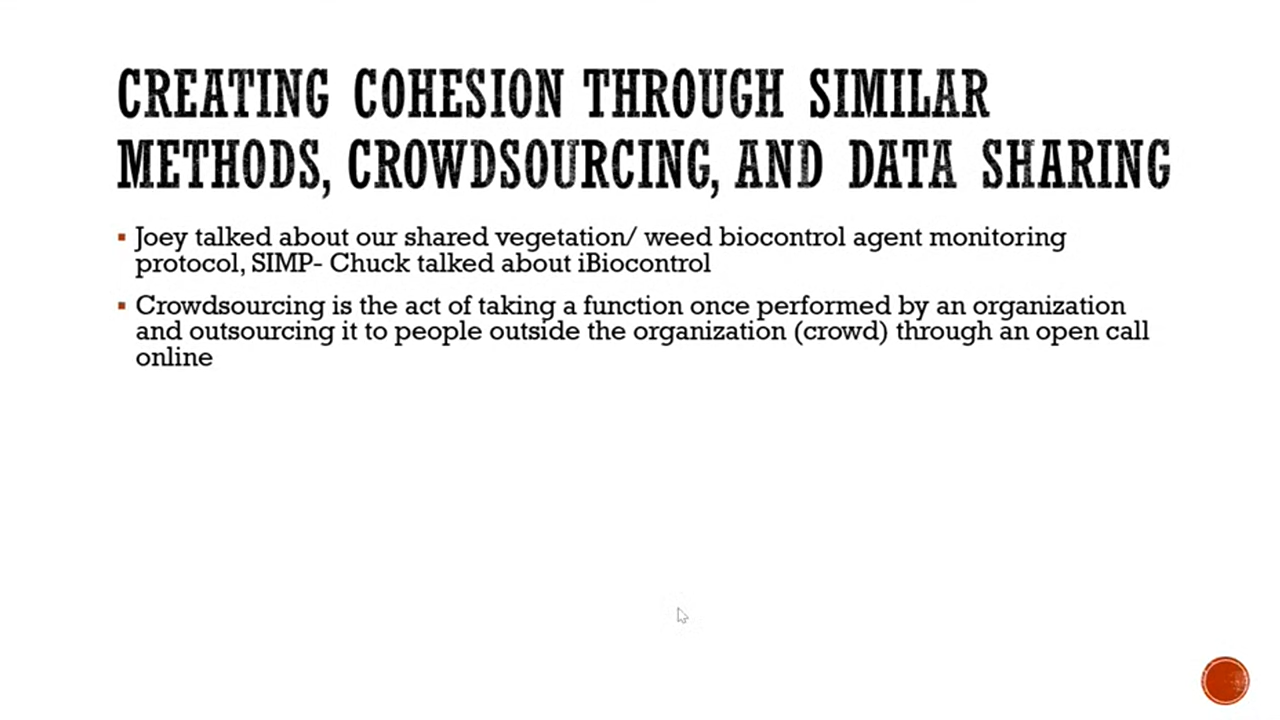 CREATING COHESION THROUGH SIMILAR
METHODS, CROWDSOURCING, AND DATA SHARING
▪ Joey talked about our shared vegetation/ weed biocontrol agent monitoring
protocol, SIMP- Chuck talked about iBiocontrol
▪ Crowdsourcing is the act of taking a function once performed by an organization
and outsourcing it to people outside the organization (crowd) through an open call
online